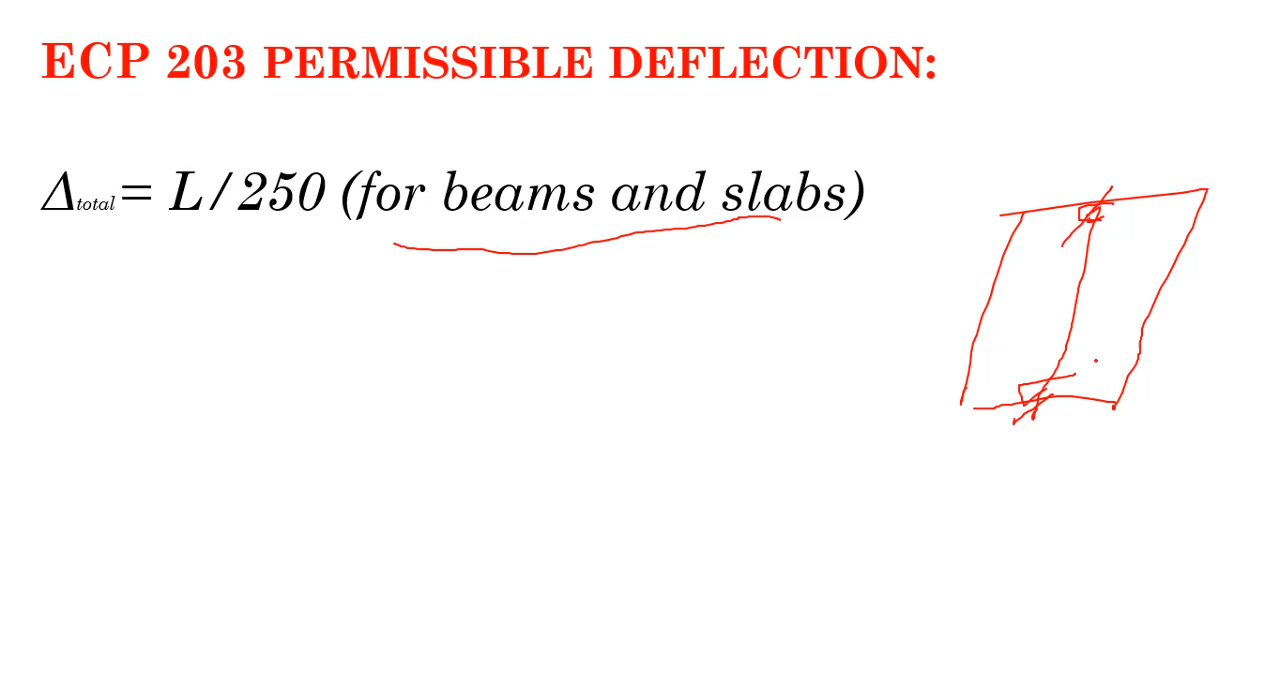 ECP 203 PERMISSIBLE DEFLECTION:
Δtotal= L/250 (for beams and slabs)